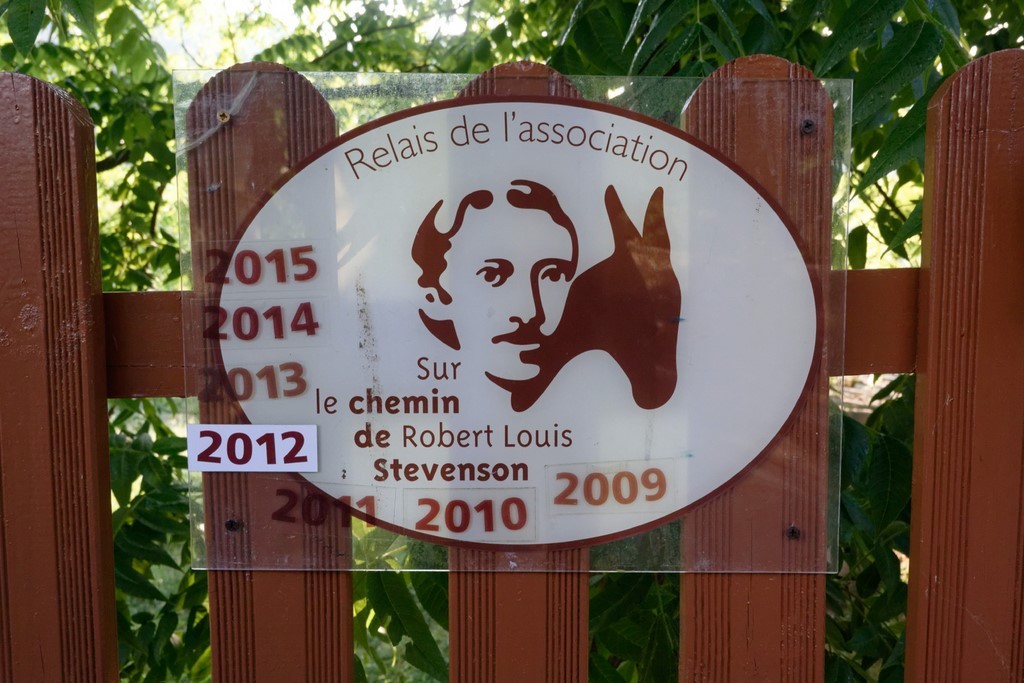 Relais de l'association
2015
2014
2013
2012
2011
2010
2009
Sur
le chemin
de Robert Louis
Stevenson